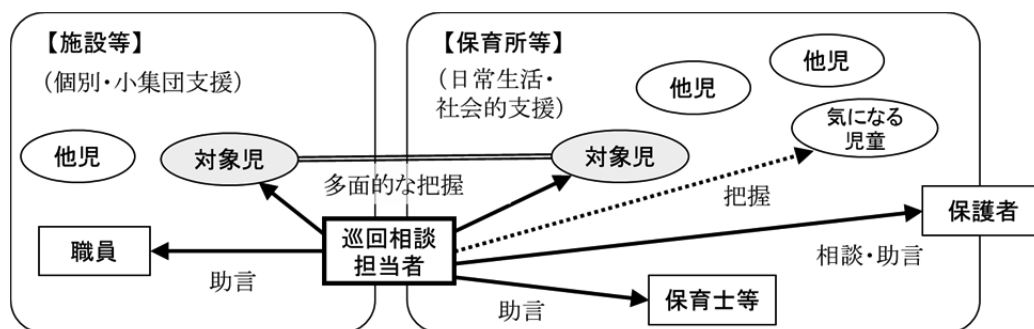 【施設等】
(個別・小集団支援)
他児
対象児
職員
助言
多面的な把握
巡回相談
担当者
【保育所等】
(日常生活・
社会的支援)
他児
他児
気になる
児童
対象児
把握
保護者
相談・助言
助言
保育士等